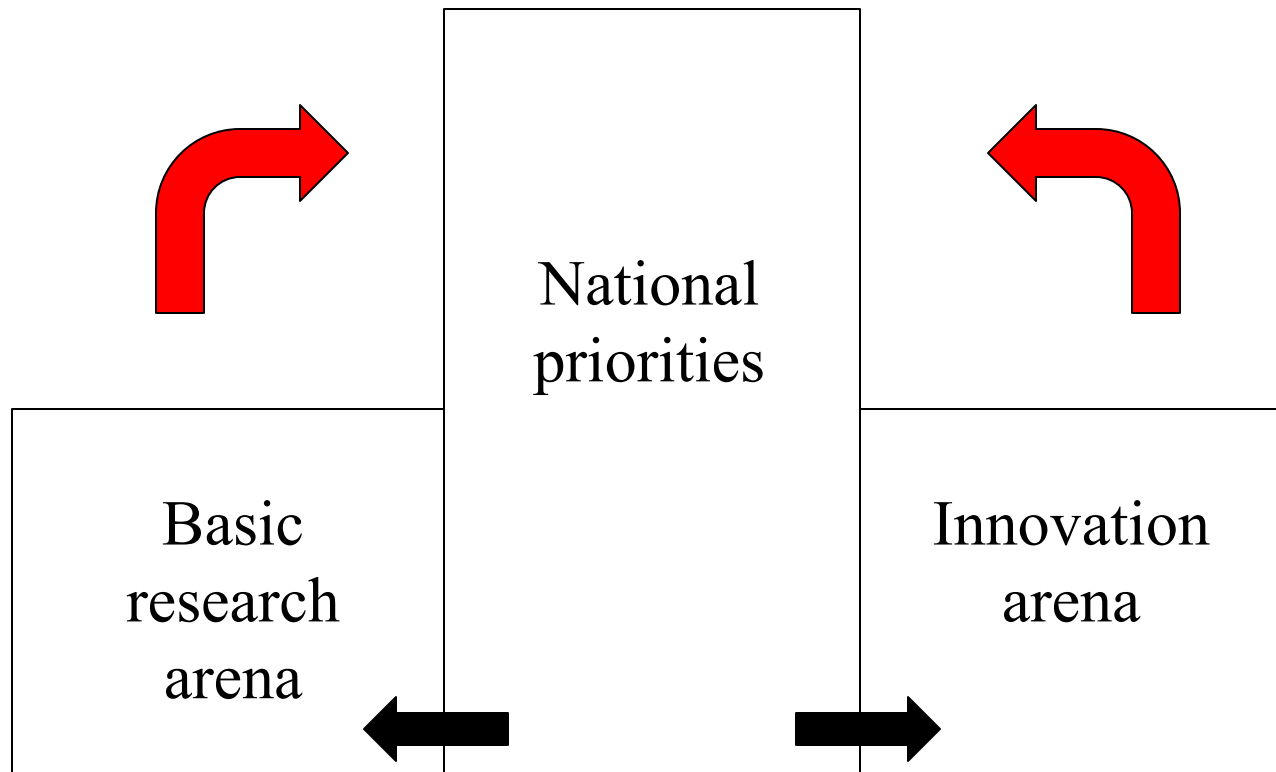 National
priorities
Basic
research
arena
Innovation
arena